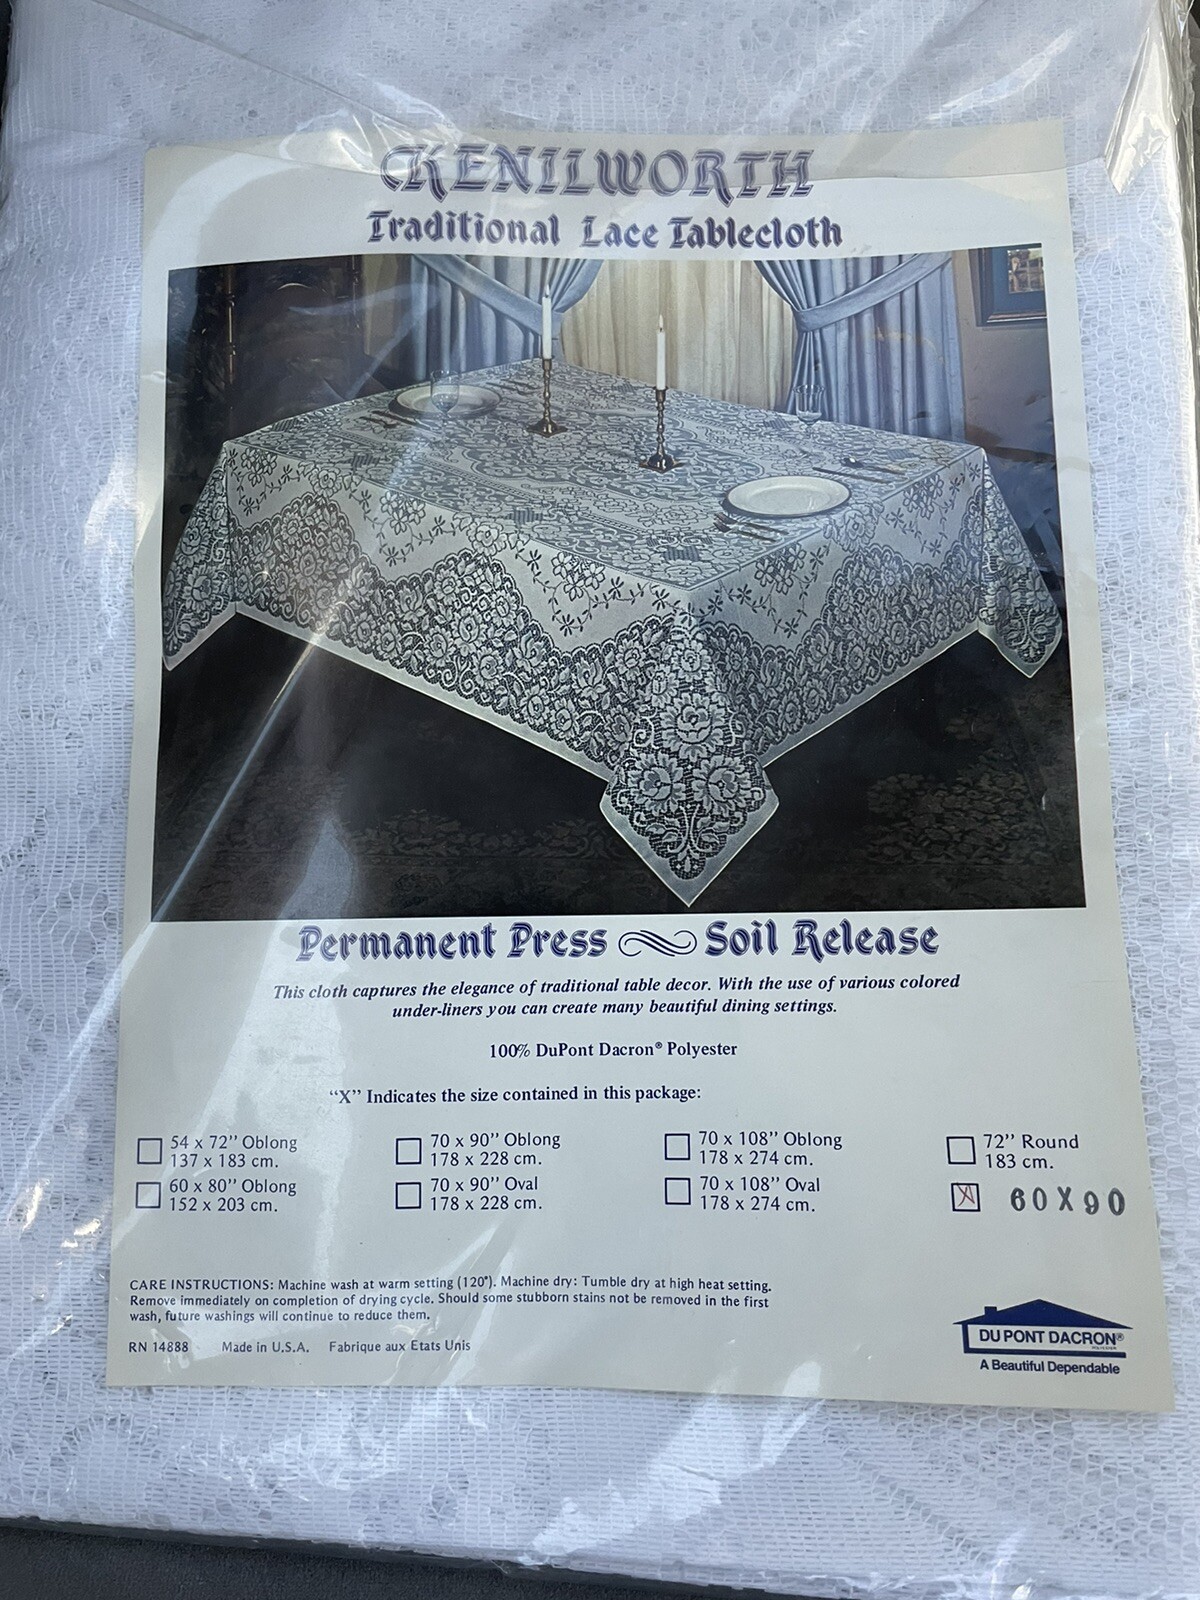 KENILWORTH
Traditional Lace Tablecloth
Permanent Press Soil Release
This cloth captures the elegance of traditional table decor. With the use of various colored
under-liners you can create many beautiful dining settings.
100% DuPont Dacron® Polyester
“X” Indicates the size contained in this package:
54 x 72” Oblong
137 x 183 cm.
60 x 80” Oblong
152 x 203 cm.
70 x 90” Oblong
178 x 228 cm.
70 x 90” Oval
178 x 228 cm.
70 x 108” Oblong
178 x 274 cm.
70 x 108” Oval
178 x 274 cm.
72” Round
183 cm.
X 60X90
CARE INSTRUCTIONS: Machine wash at warm setting (120°). Machine dry: Tumble dry at high heat setting.
Remove immediately on completion of drying cycle. Should some stubborn stains not be removed in the first
wash, future washings will continue to reduce them.
RN 14888 Made in U.S.A. Fabrique aux Etats Unis
DU PONT DACRON®
POLYESTER
A Beautiful Dependable